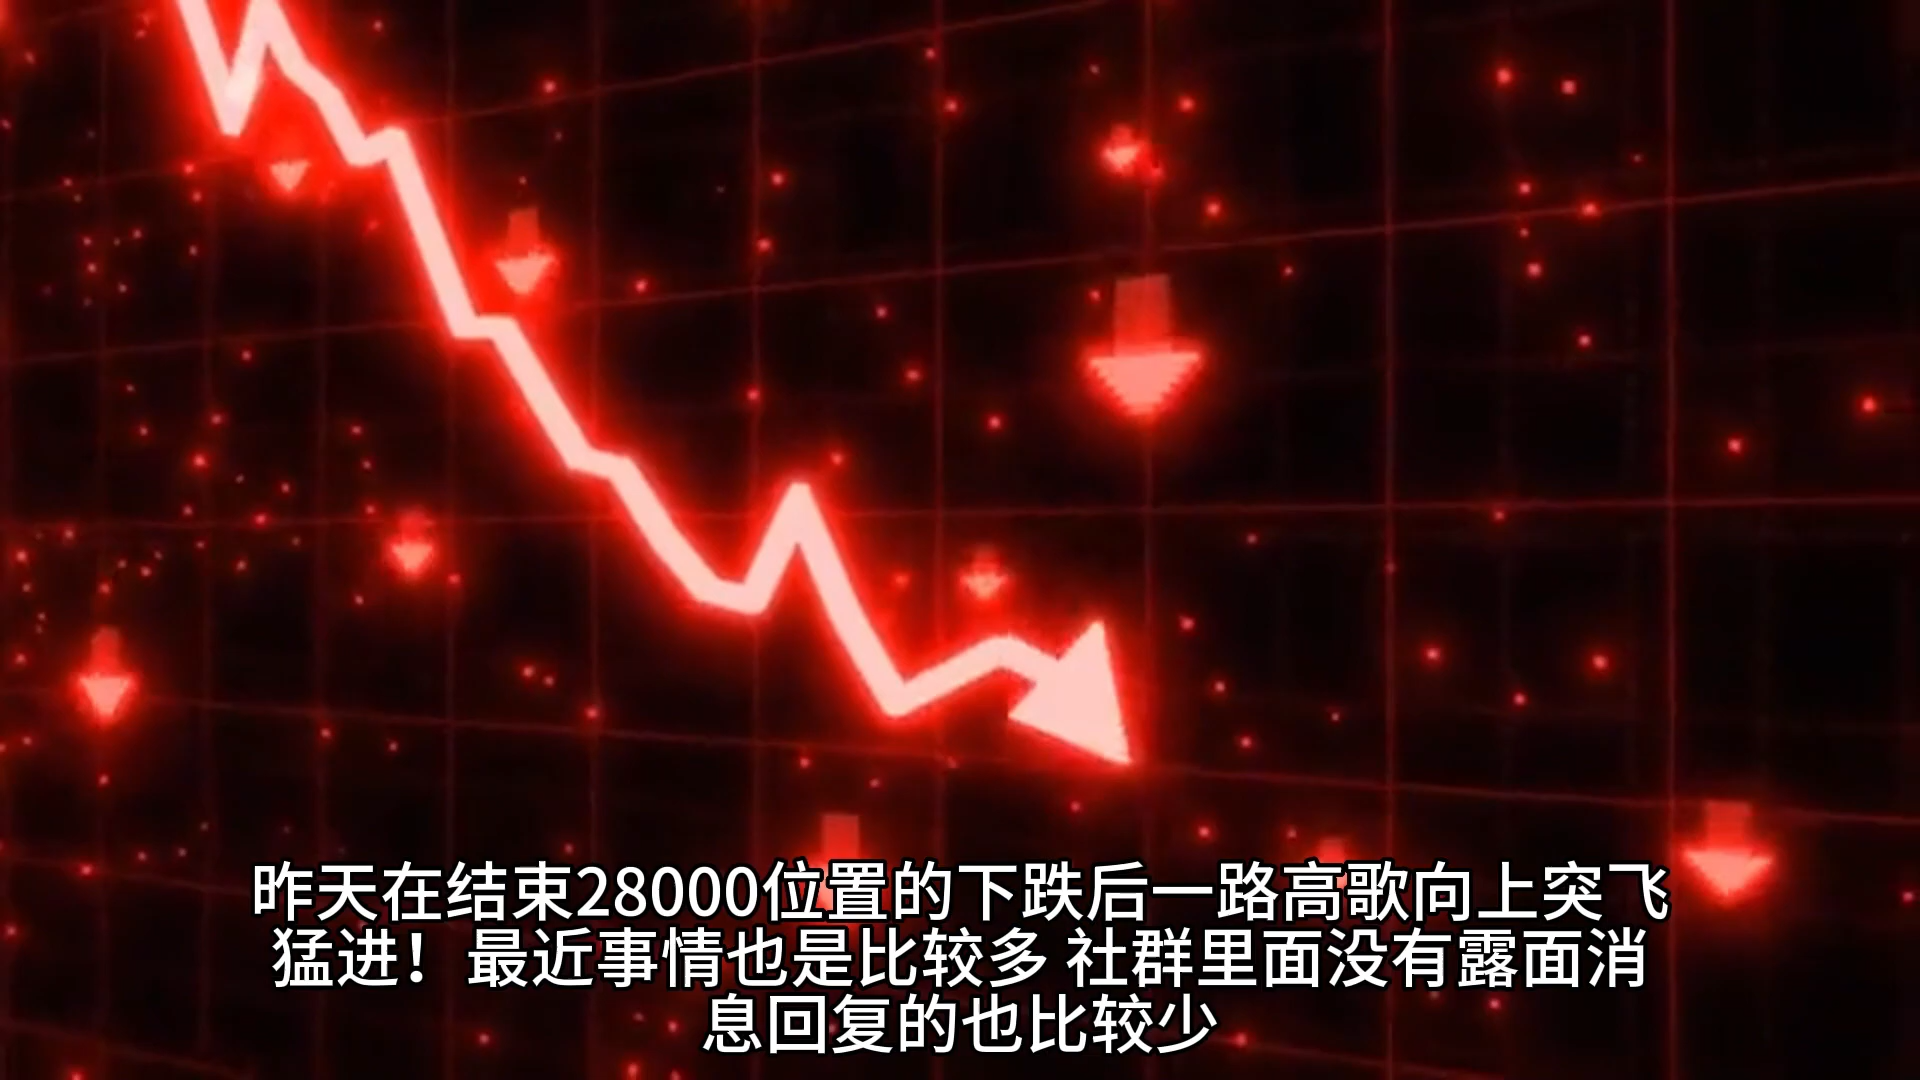 昨天在结束28000位置的下跌后一路高歌向上突飞
猛进！最近事情也是比较多 社群里面没有露面消
息回复的也比较少